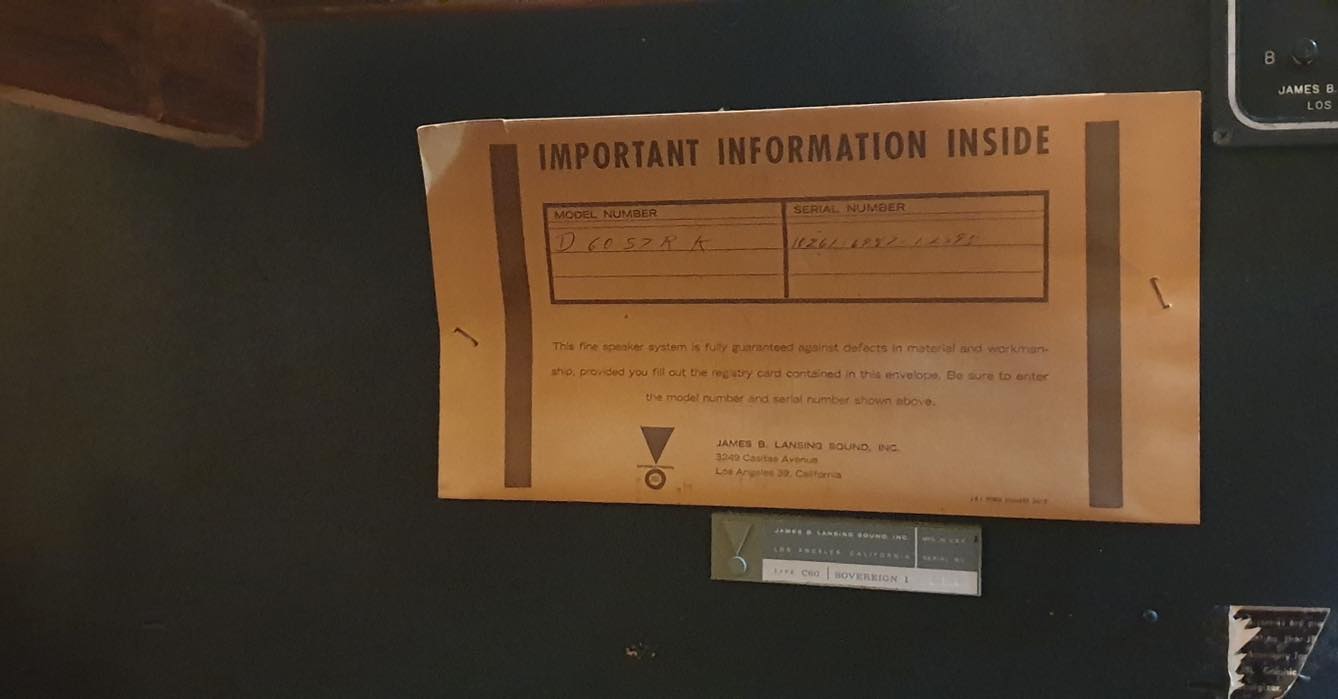 B
JAMES B.
LOS
IMPORTANT INFORMATION INSIDE
MODEL NUMBER
SERIAL NUMBER
D 60 S7R K
This fine speaker system is fully guaranteed against defects in material and workman-
ship, provided you fill out the registry card contained in this envelope. Be sure to enter
the model number and serial number shown above.
JAMES B. LANSING SOUND, INC.
3249 Casitas Avenue
Los Angeles 39, California
JAMES B. LANSING SOUND, INC.
LOS ANGELES, CALIFORNIA
TYPE C60 SOVEREIGN 1